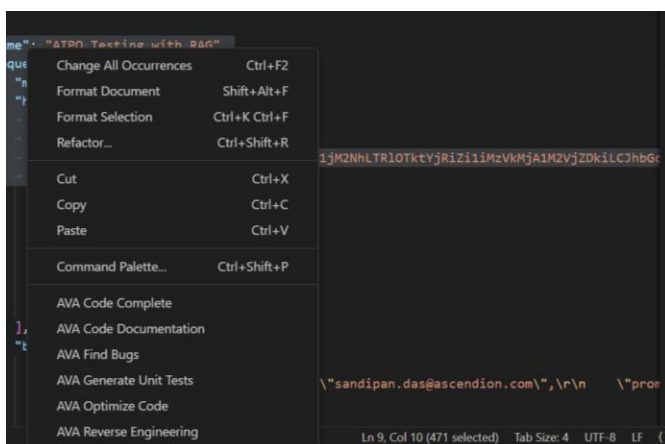 me": "ATPO Testing with RAG"
que
"m
"h
Change All Occurrences Ctrl+F2
Format Document Shift+Alt+F
Format Selection Ctrl+K Ctrl+F
Refactor... Ctrl+Shift+R
1jM2NhLTRlOTktYjRiZi1iMzVkMjA1M2VjZDkiLCJhbGc
Cut Ctrl+X
Copy Ctrl+C
Paste Ctrl+V
Command Palette... Ctrl+Shift+P
AVA Code Complete
],
AVA Code Documentation
"b
AVA Find Bugs
AVA Generate Unit Tests
\"sandipan.das@ascendion.com\",\r\n \"prom
AVA Optimize Code
AVA Reverse Engineering
Ln 9, Col 10 (471 selected) Tab Size: 4 UTF-8 LF {